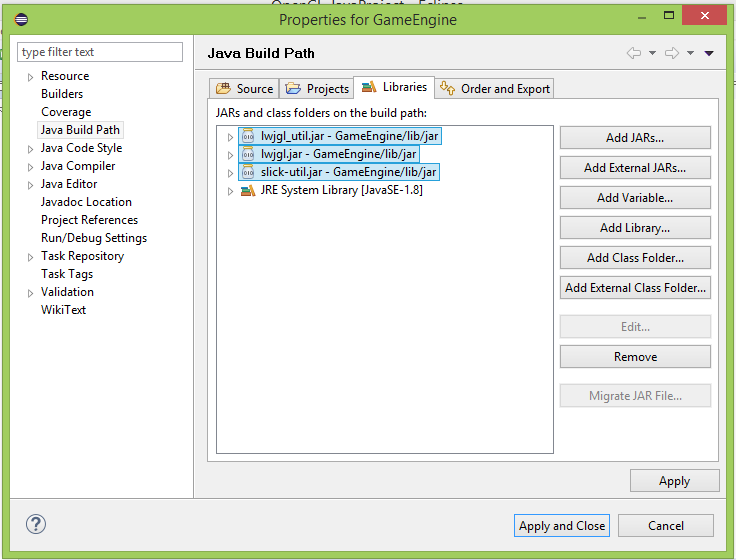 Properties for GameEngine
type filter text
Resource
Builders
Coverage
Java Build Path
Java Code Style
Java Compiler
Java Editor
Javadoc Location
Project References
Run/Debug Settings
Task Repository
Task Tags
Validation
WikiText
Java Build Path
Source Projects Libraries Order and Export
JARs and class folders on the build path:
lwjgl_util.jar - GameEngine/lib/jar
lwjgl.jar - GameEngine/lib/jar
slick-util.jar - GameEngine/lib/jar
JRE System Library [JavaSE-1.8]
Add JARs...
Add External JARs...
Add Variable...
Add Library...
Add Class Folder...
Add External Class Folder...
Edit...
Remove
Migrate JAR File...
Apply
Apply and Close Cancel